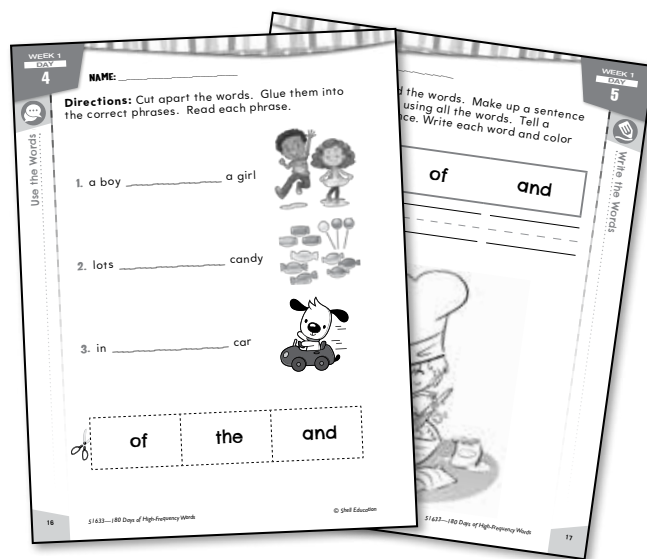 WEEK 1
DAY
4
NAME:
Directions: Cut apart the words. Glue them into
the correct phrases. Read each phrase.
Use the Words
1. a boy ______________ a girl
2. lots ______________ candy
3. in ______________ car
of the and
16
51633—180 Days of High-Frequency Words
© Shell Education
WEEK 1
DAY
5
the words. Make up a sentence
using all the words. Tell a
Write each word and color
Write the Words
of and
51633—180 Days of High-Frequency Words
17